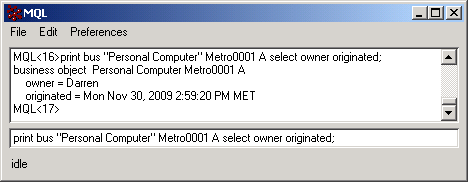 MQL
File Edit Preferences
MQL<16>print bus "Personal Computer" Metro0001 A select owner originated;
business object  Personal Computer Metro0001 A
    owner = Darren
    originated = Mon Nov 30, 2009 2:59:20 PM MET
MQL<17>
print bus "Personal Computer" Metro0001 A select owner originated;
idle